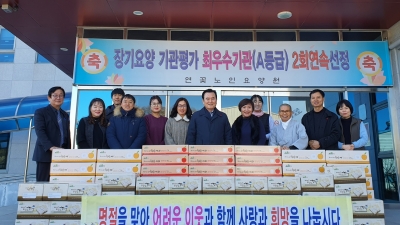 축 장기요양 기관평가 최우수기관(A등급) 2회연속선정 축
연꽃노인요양원
명절을 맞아 어려운 이웃과 함께 사랑과 희망을 나눕시다